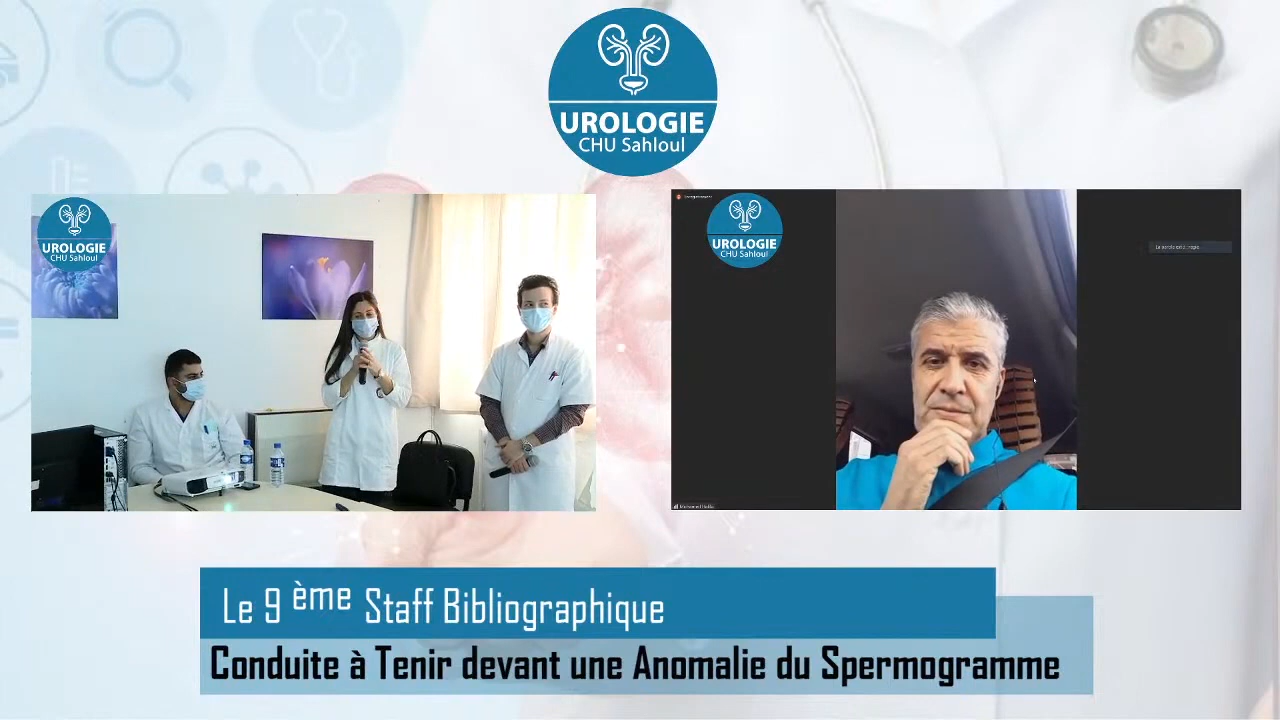 UROLOGIE
CHU Sahloul
UROLOGIE
CHU Sahloul
UROLOGIE
CHU Sahloul
Le 9 ème Staff Bibliographique
Conduite à Tenir devant une Anomalie du Spermogramme